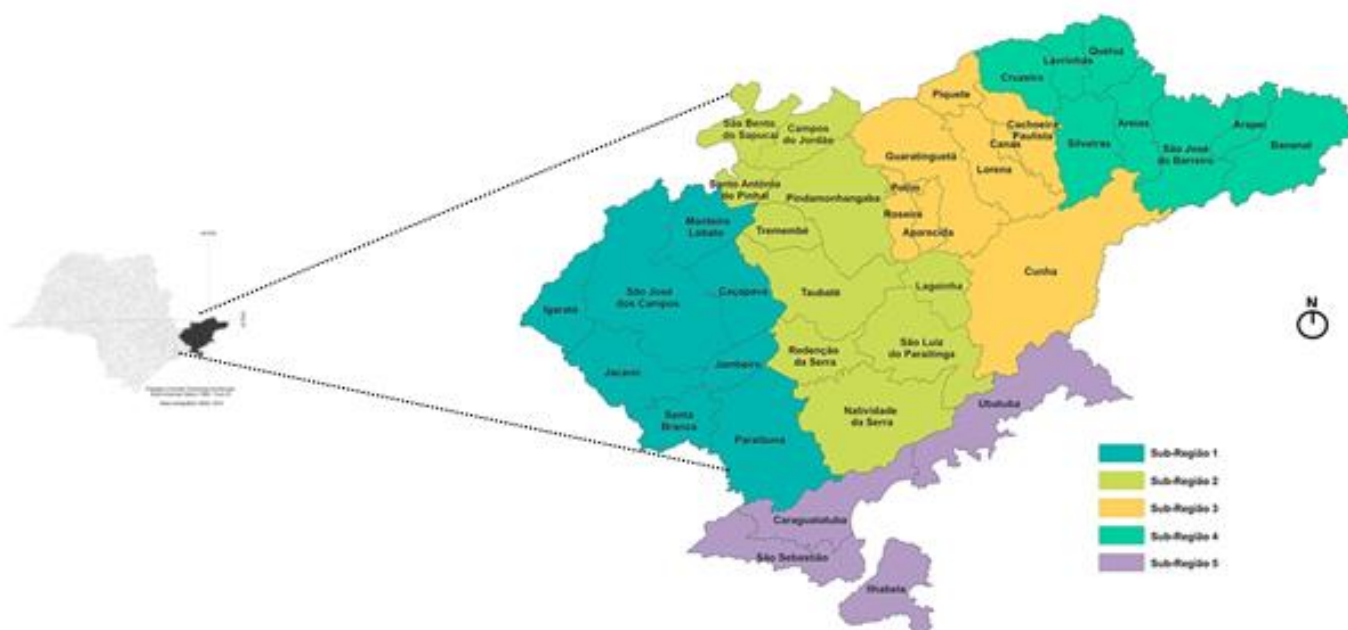 Queluz
Lavrinhas
Cruzeiro
Piquete
São Bento
do Sapucaí
Campos
do Jordão
Cachoeira
Paulista
Canas
Areias
Arapeí
Silveiras
São José
do Barreiro
Bananal
Guaratinguetá
Lorena
Santo Antônio
do Pinhal
Pindamonhangaba
Potim
Roseira
Aparecida
Monteiro
Lobato
Tremembé
Cunha
São José
dos Campos
Caçapava
Taubaté
Lagoinha
Igaratá
N
Redenção
da Serra
São Luiz
do Paraitinga
Jacareí
Jambeiro
Ubatuba
Santa
Branca
Natividade
da Serra
Paraibuna
Sub-Região 1
Sub-Região 2
Sub-Região 3
Sub-Região 4
Sub-Região 5
Caraguatatuba
São Sebastião
Ilhabela